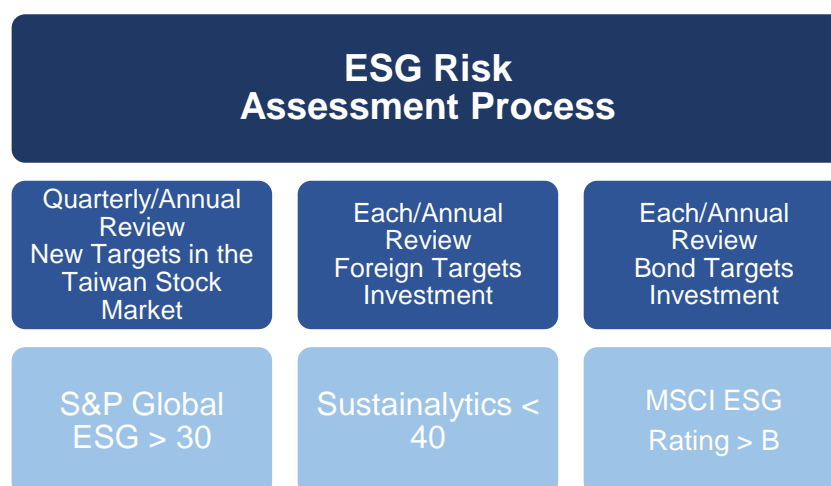 ESG Risk
Assessment Process
Quarterly/Annual
Review
New Targets in the
Taiwan Stock
Market
Each/Annual
Review
Foreign Targets
Investment
Each/Annual
Review
Bond Targets
Investment
S&P Global
ESG > 30
Sustainalytics <
40
MSCI ESG
Rating > B